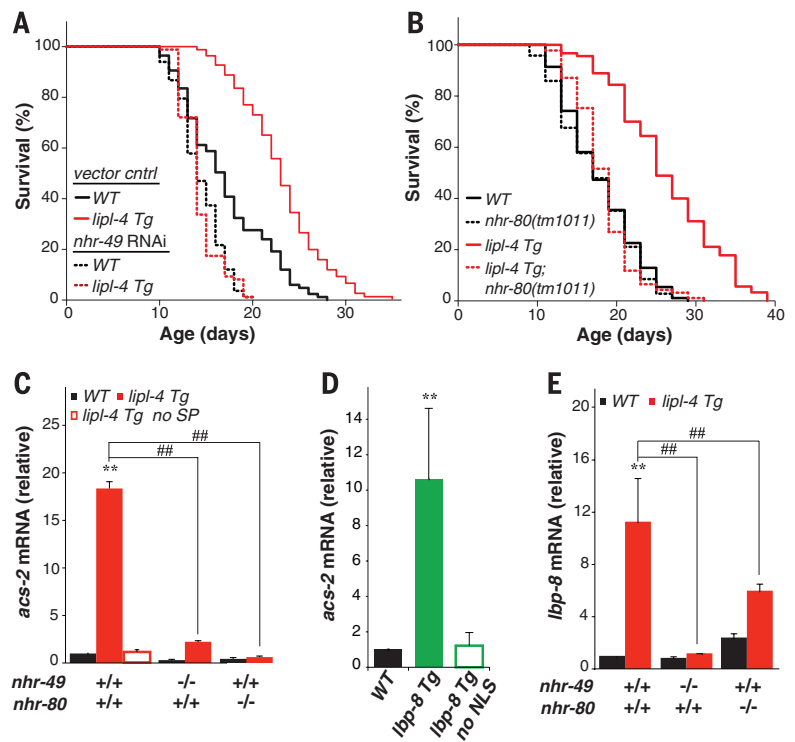 A
Survival (%)
100
80
60
40
20
0
vector cntrl
WT
lipl-4 Tg
nhr-49 RNAi
WT
lipl-4 Tg
0 10 20 30
Age (days)
B
Survival (%)
100
80
60
40
20
0
WT
nhr-80(tm1011)
lipl-4 Tg
lipl-4 Tg;
nhr-80(tm1011)
0 10 20 30 40
Age (days)
C
WT lipl-4 Tg
lipl-4 Tg no SP
acs-2 mRNA (relative)
25
20
15
10
5
0
##
##
**
nhr-49 +/+ -/- +/+
nhr-80 +/+ +/+ -/-
D
acs-2 mRNA (relative)
16
14
12
10
8
6
4
2
0
**
WT
lbp-8 Tg
lbp-8 Tg
no NLS
E
WT lipl-4 Tg
lbp-8 mRNA (relative)
20
16
12
8
4
0
##
##
**
nhr-49 +/+ -/- +/+
nhr-80 +/+ +/+ -/-